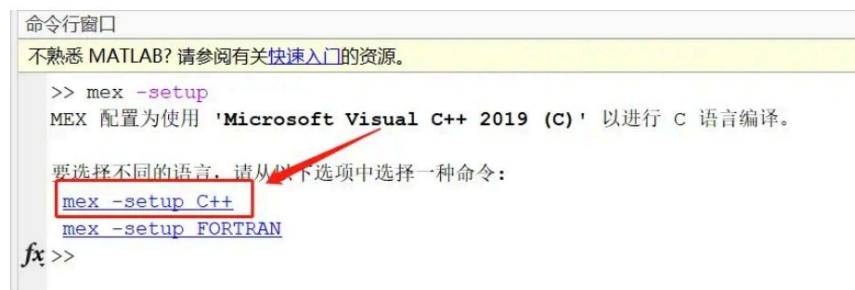 命令行窗口
不熟悉 MATLAB? 请参阅有关快速入门的资源。
>> mex -setup
MEX 配置为使用 'Microsoft Visual C++ 2019 (C)' 以进行 C 语言编译。
要选择不同的语言，请从以下选项中选择一种命令:
mex -setup C++
mex -setup FORTRAN
fx >>